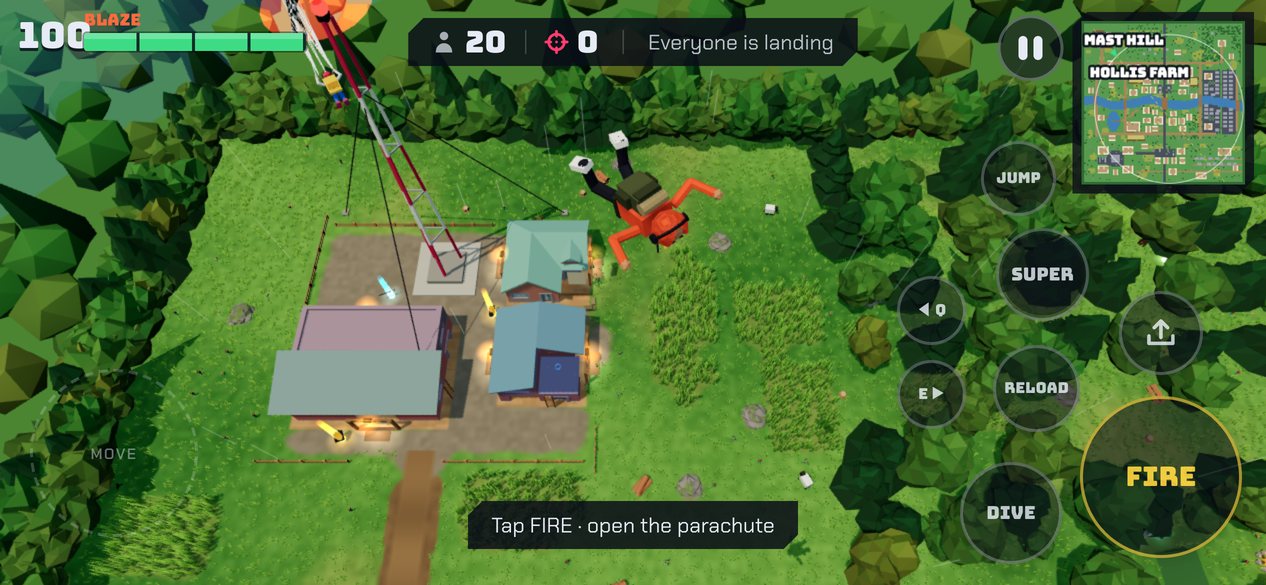 100
BLAZE
20
0
Everyone is landing
MAST HILL
HOLLIS FARM
JUMP
SUPER
Q
E
RELOAD
MOVE
FIRE
DIVE
Tap FIRE · open the parachute